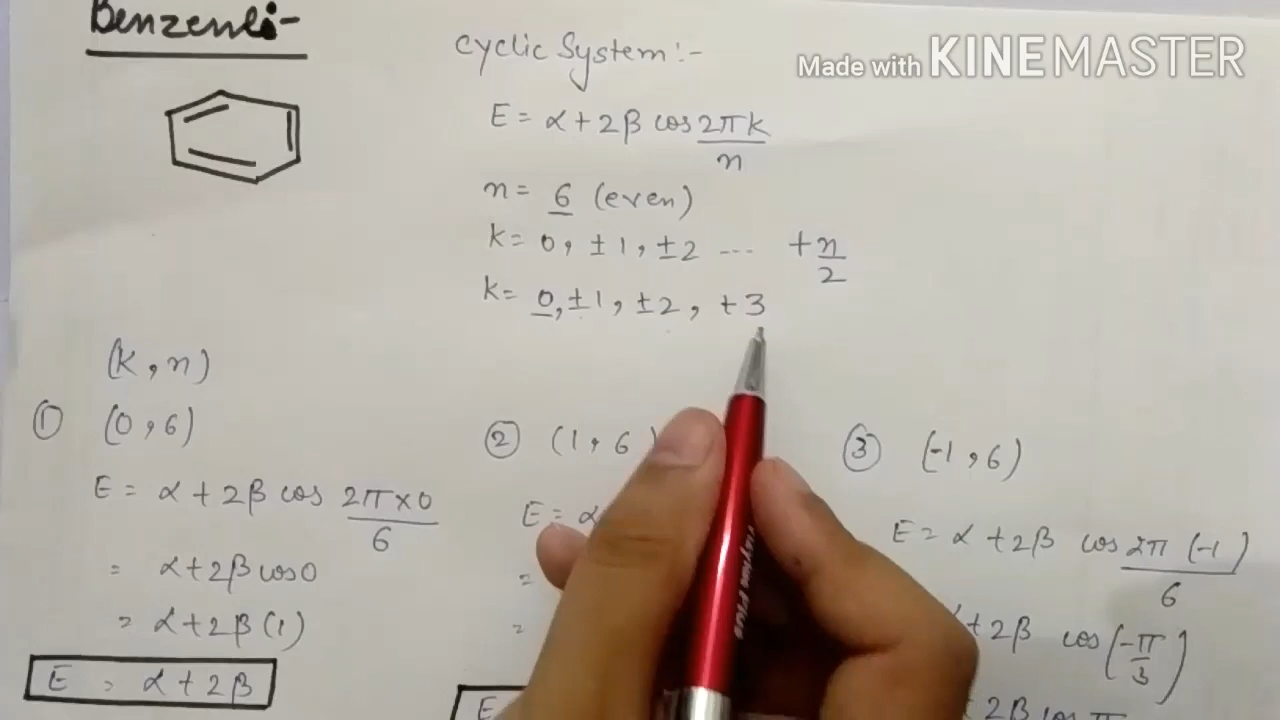 Benzene:-
Made with KINEMASTER
Cyclic System:-
E = α + 2β cos 2πk/n
n = 6 (even)
k = 0, ±1, ±2 --- +n/2
k = 0, ±1, ±2, +3
(k, n)
① (0, 6)
E = α + 2β cos 2π×0/6
= α + 2β cos0
= α + 2β (1)
E = α + 2β
② (1, 6)
E = α
=
=
E
③ (-1, 6)
E = α + 2β cos 2π(-1)/6
+ 2β cos(-π/3)
2β cos π